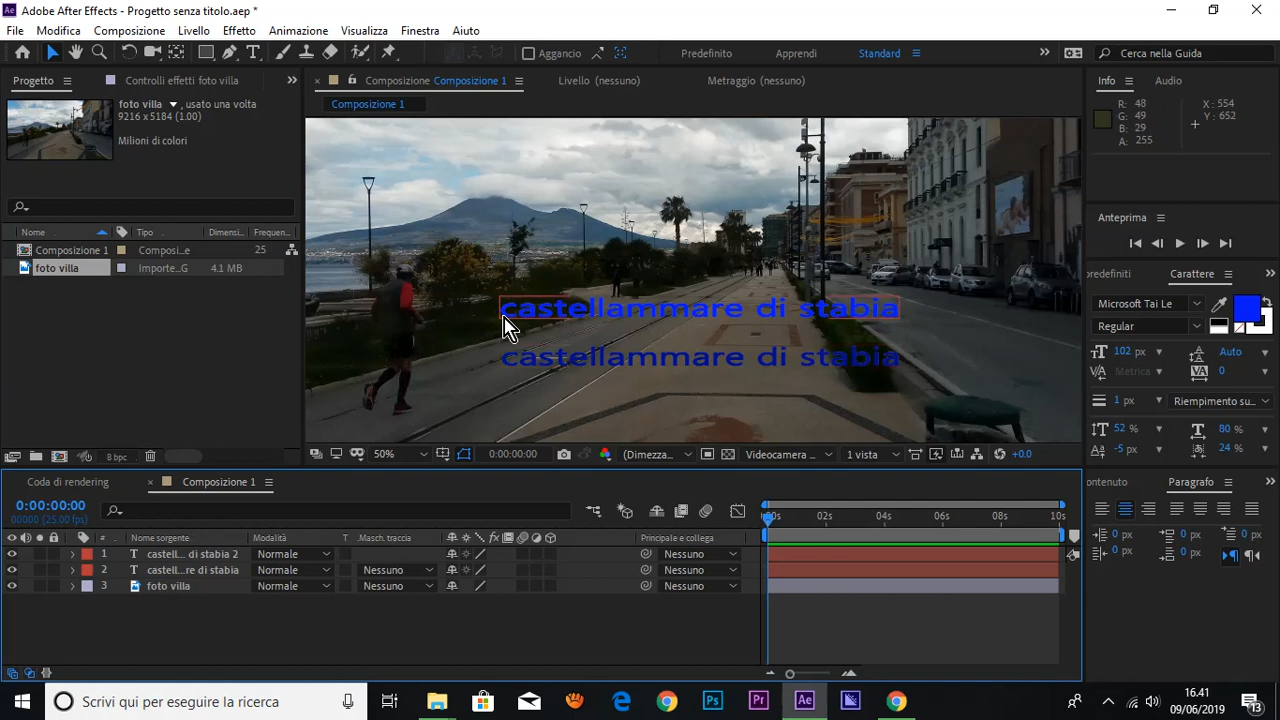 Ae Adobe After Effects - Progetto senza titolo.aep *
File Modifica Composizione Livello Effetto Animazione Visualizza Finestra Aiuto
Aggancio Predefinito Apprendi Standard Cerca nella Guida
Progetto Controlli effetti foto villa
Composizione Composizione 1 Livello (nessuno) Metraggio (nessuno)
Info Audio
Composizione 1
foto villa , usato una volta
9216 x 5184 (1.00)
Milioni di colori
R: 48
G: 49
B: 29
A: 255
X: 554
Y: 652
Nome Tipo Dimensi... Frequen...
Composizione 1 Composi...e 25
foto villa Importe...G 4.1 MB
castellammare di stabia
castellammare di stabia
Anteprima
redefiniti Carattere
Microsoft Tai Le
Regular
102 px Auto
Metrica 0
1 px Riempimento su...
52 % 80 %
-5 px 24 %
8 bpc
50% 0:00:00:00 (Dimezza... Videocamera ... 1 vista +0.0
Coda di rendering Composizione 1
ontenuto Paragrafo
0:00:00:00
00000 (25.00 fps)
02s 04s 06s 08s 10s
# Nome sorgente Modalità T Masch. traccia Principale e collega
1 T castell... di stabia 2 Normale Nessuno
2 T castell...re di stabia Normale Nessuno Nessuno
3 foto villa Normale Nessuno Nessuno
0 px 0 px 0 px
0 px 0 px
Scrivi qui per eseguire la ricerca
Ps Pr Ae
16.41
09/06/2019
13